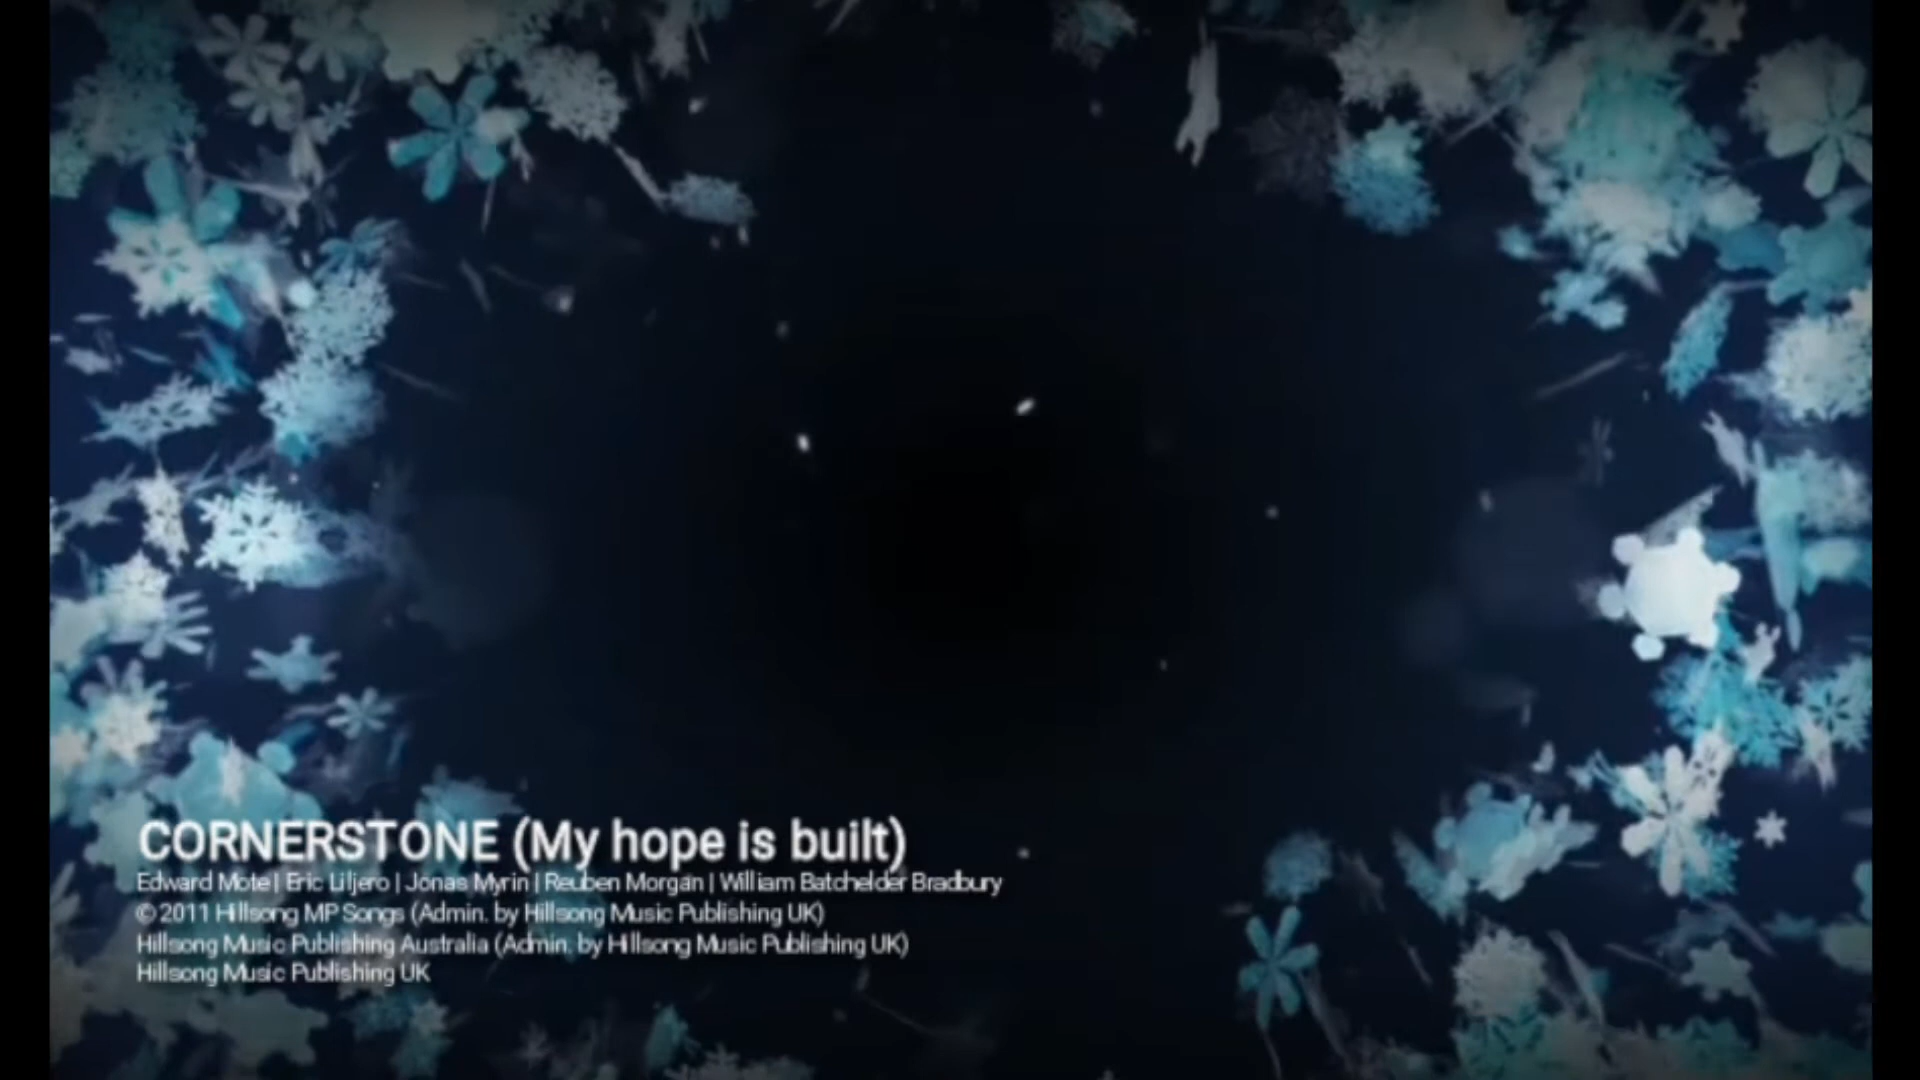 CORNERSTONE (My hope is built)
Edward Mote | Eric Liljero | Jonas Myrin | Reuben Morgan | William Batchelder Bradbury
© 2011 Hillsong MP Songs (Admin. by Hillsong Music Publishing UK)
Hillsong Music Publishing Australia (Admin. by Hillsong Music Publishing UK)
Hillsong Music Publishing UK